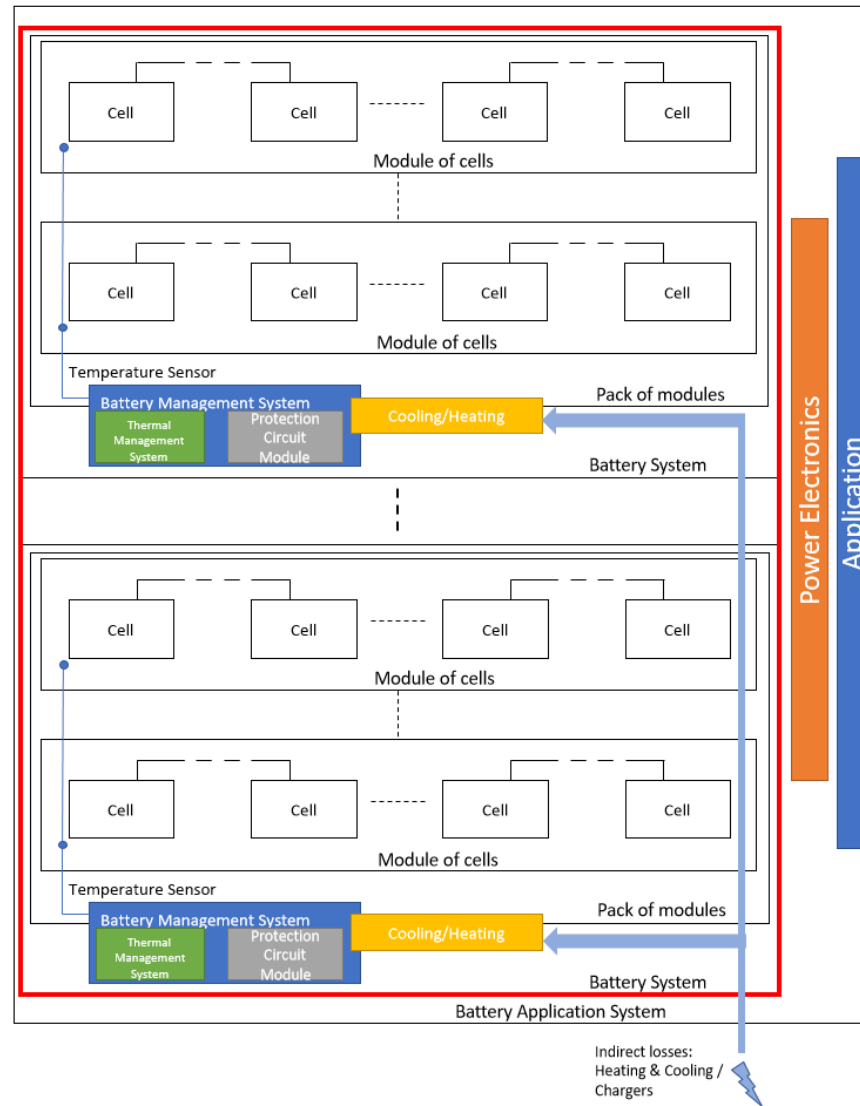 Cell
Cell
Cell
Cell
Module of cells
Cell
Cell
Cell
Cell
Module of cells
Temperature Sensor
Battery Management System
Thermal
Management
System
Protection
Circuit
Module
Cooling/Heating
Pack of modules
Battery System
Cell
Cell
Cell
Cell
Module of cells
Cell
Cell
Cell
Cell
Module of cells
Temperature Sensor
Battery Management System
Thermal
Management
System
Protection
Circuit
Module
Cooling/Heating
Pack of modules
Battery System
Battery Application System
Power Electronics
Application
Indirect losses:
Heating & Cooling /
Chargers